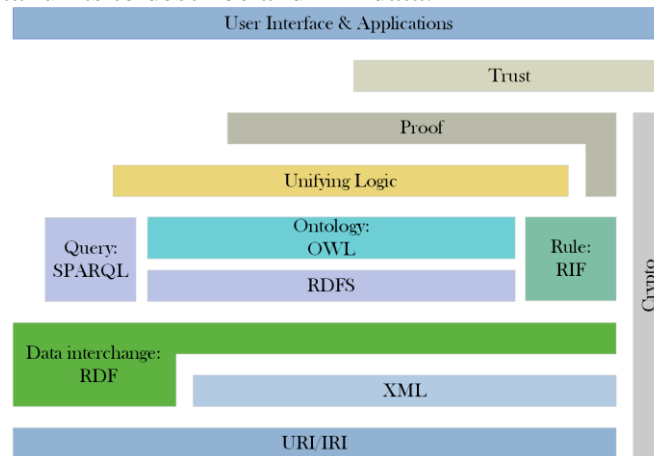 User Interface & Applications
Trust
Proof
Unifying Logic
Query:
SPARQL
Ontology:
OWL
RDFS
Rule:
RIF
Crypto
Data interchange:
RDF
XML
URI/IRI